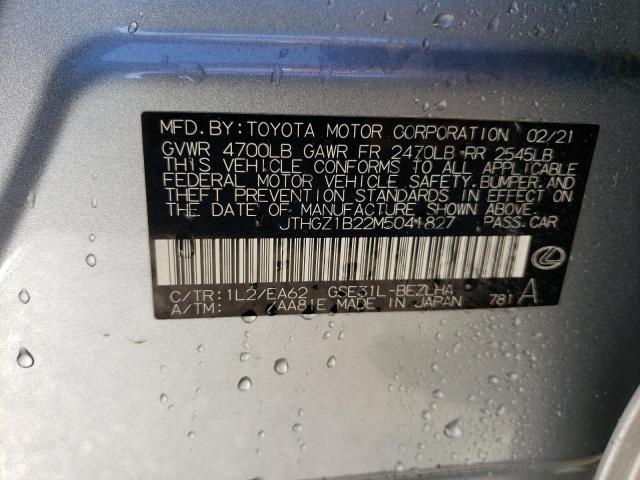 MFD.BY:TOYOTA MOTOR CORPORATION 02/21
GVWR 4700LB GAWR FR 2470LB RR 2545LB
THIS VEHICLE CONFORMS TO ALL APPLICABLE
FEDERAL MOTOR VEHICLE SAFETY,BUMPER,AND
THEFT PREVENTION STANDARDS IN EFFECT ON
THE DATE OF MANUFACTURE SHOWN ABOVE.
JTHGZ1B22M5041827 PASS.CAR
C/TR:1L2/EA62 GSE31L-BEZLHA
A/TM: /AA81E MADE IN JAPAN 781 A